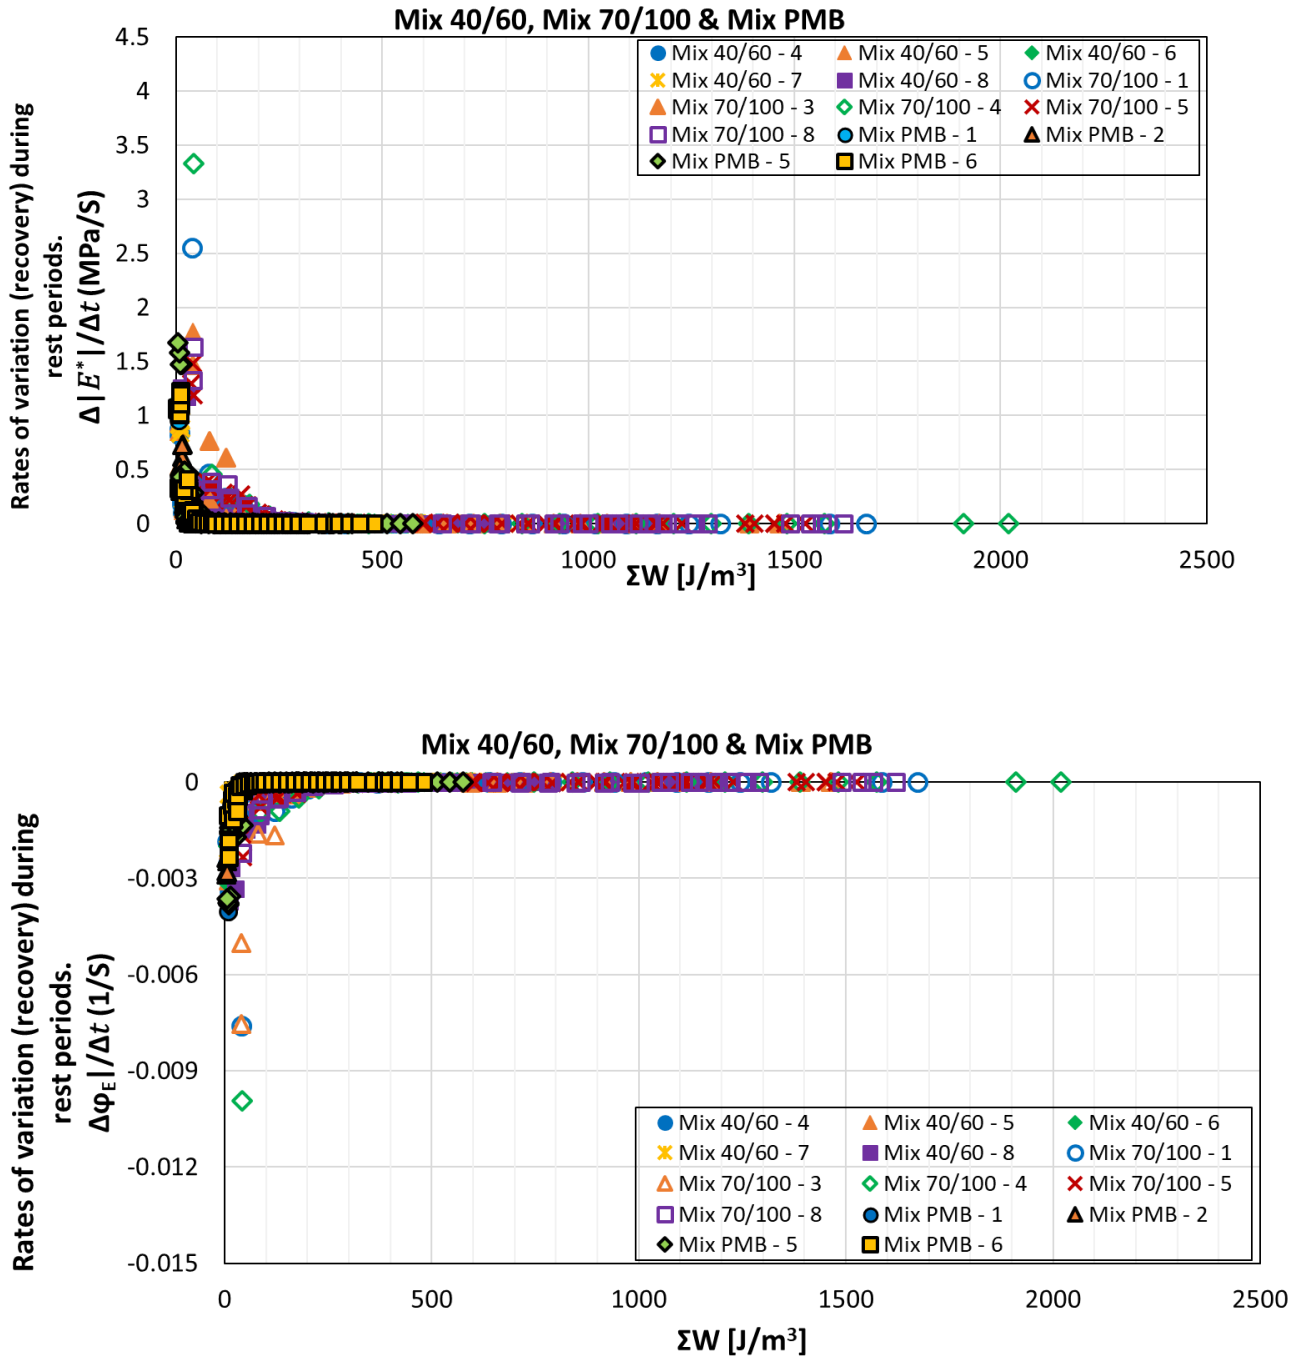 Mix 40/60, Mix 70/100 & Mix PMB
Rates of variation (recovery) during
rest periods.
Δ|E*|/Δt (MPa/S)
4.5
4
3.5
3
2.5
2
1.5
1
0.5
0
Mix 40/60 - 4 Mix 40/60 - 5 Mix 40/60 - 6
Mix 40/60 - 7 Mix 40/60 - 8 Mix 70/100 - 1
Mix 70/100 - 3 Mix 70/100 - 4 Mix 70/100 - 5
Mix 70/100 - 8 Mix PMB - 1 Mix PMB - 2
Mix PMB - 5 Mix PMB - 6
0 500 1000 1500 2000 2500
ΣW [J/m³]
Mix 40/60, Mix 70/100 & Mix PMB
Rates of variation (recovery) during
rest periods.
Δφ_E|/Δt (1/S)
0
-0.003
-0.006
-0.009
-0.012
-0.015
Mix 40/60 - 4 Mix 40/60 - 5 Mix 40/60 - 6
Mix 40/60 - 7 Mix 40/60 - 8 Mix 70/100 - 1
Mix 70/100 - 3 Mix 70/100 - 4 Mix 70/100 - 5
Mix 70/100 - 8 Mix PMB - 1 Mix PMB - 2
Mix PMB - 5 Mix PMB - 6
0 500 1000 1500 2000 2500
ΣW [J/m³]